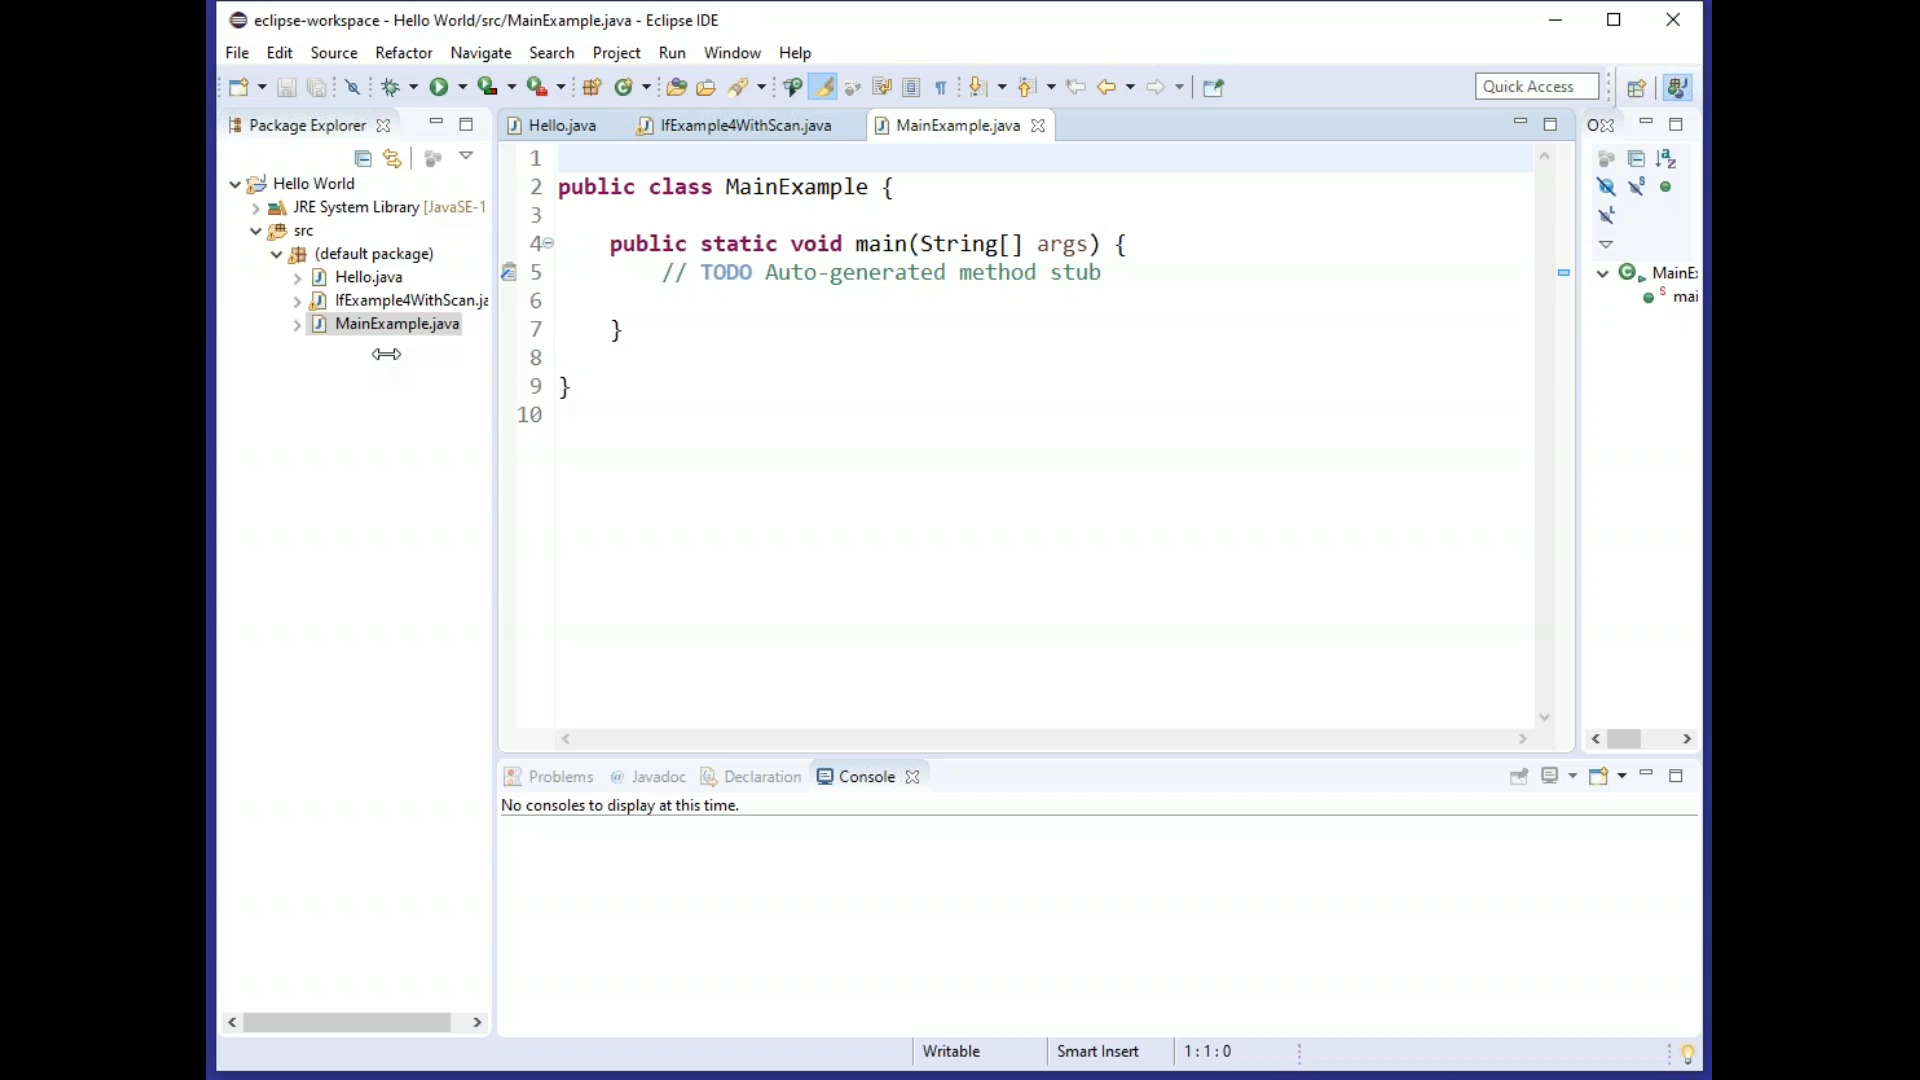 eclipse-workspace - Hello World/src/MainExample.java - Eclipse IDE
File Edit Source Refactor Navigate Search Project Run Window Help
Quick Access
Package Explorer
Hello.java
IfExample4WithScan.java
MainExample.java
O
Hello World
JRE System Library [JavaSE-1
src
(default package)
Hello.java
IfExample4WithScan.ja
MainExample.java
1
2 public class MainExample {
3
4 public static void main(String[] args) {
5 // TODO Auto-generated method stub
6
7 }
8
9 }
10
MainE
mai
Problems @ Javadoc Declaration Console
No consoles to display at this time.
Writable Smart Insert 1 : 1 : 0